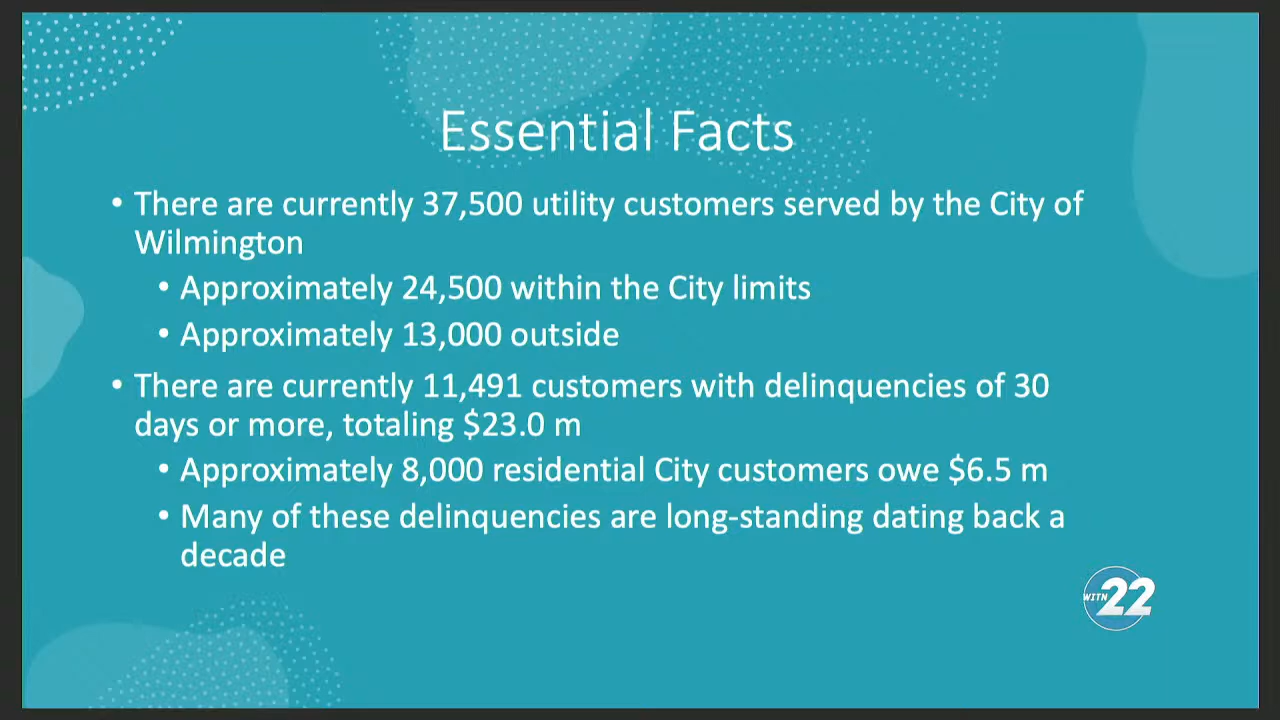 Essential Facts
• There are currently 37,500 utility customers served by the City of
Wilmington
• Approximately 24,500 within the City limits
• Approximately 13,000 outside
• There are currently 11,491 customers with delinquencies of 30
days or more, totaling $23.0 m
• Approximately 8,000 residential City customers owe $6.5 m
• Many of these delinquencies are long-standing dating back a
decade
WITN 22